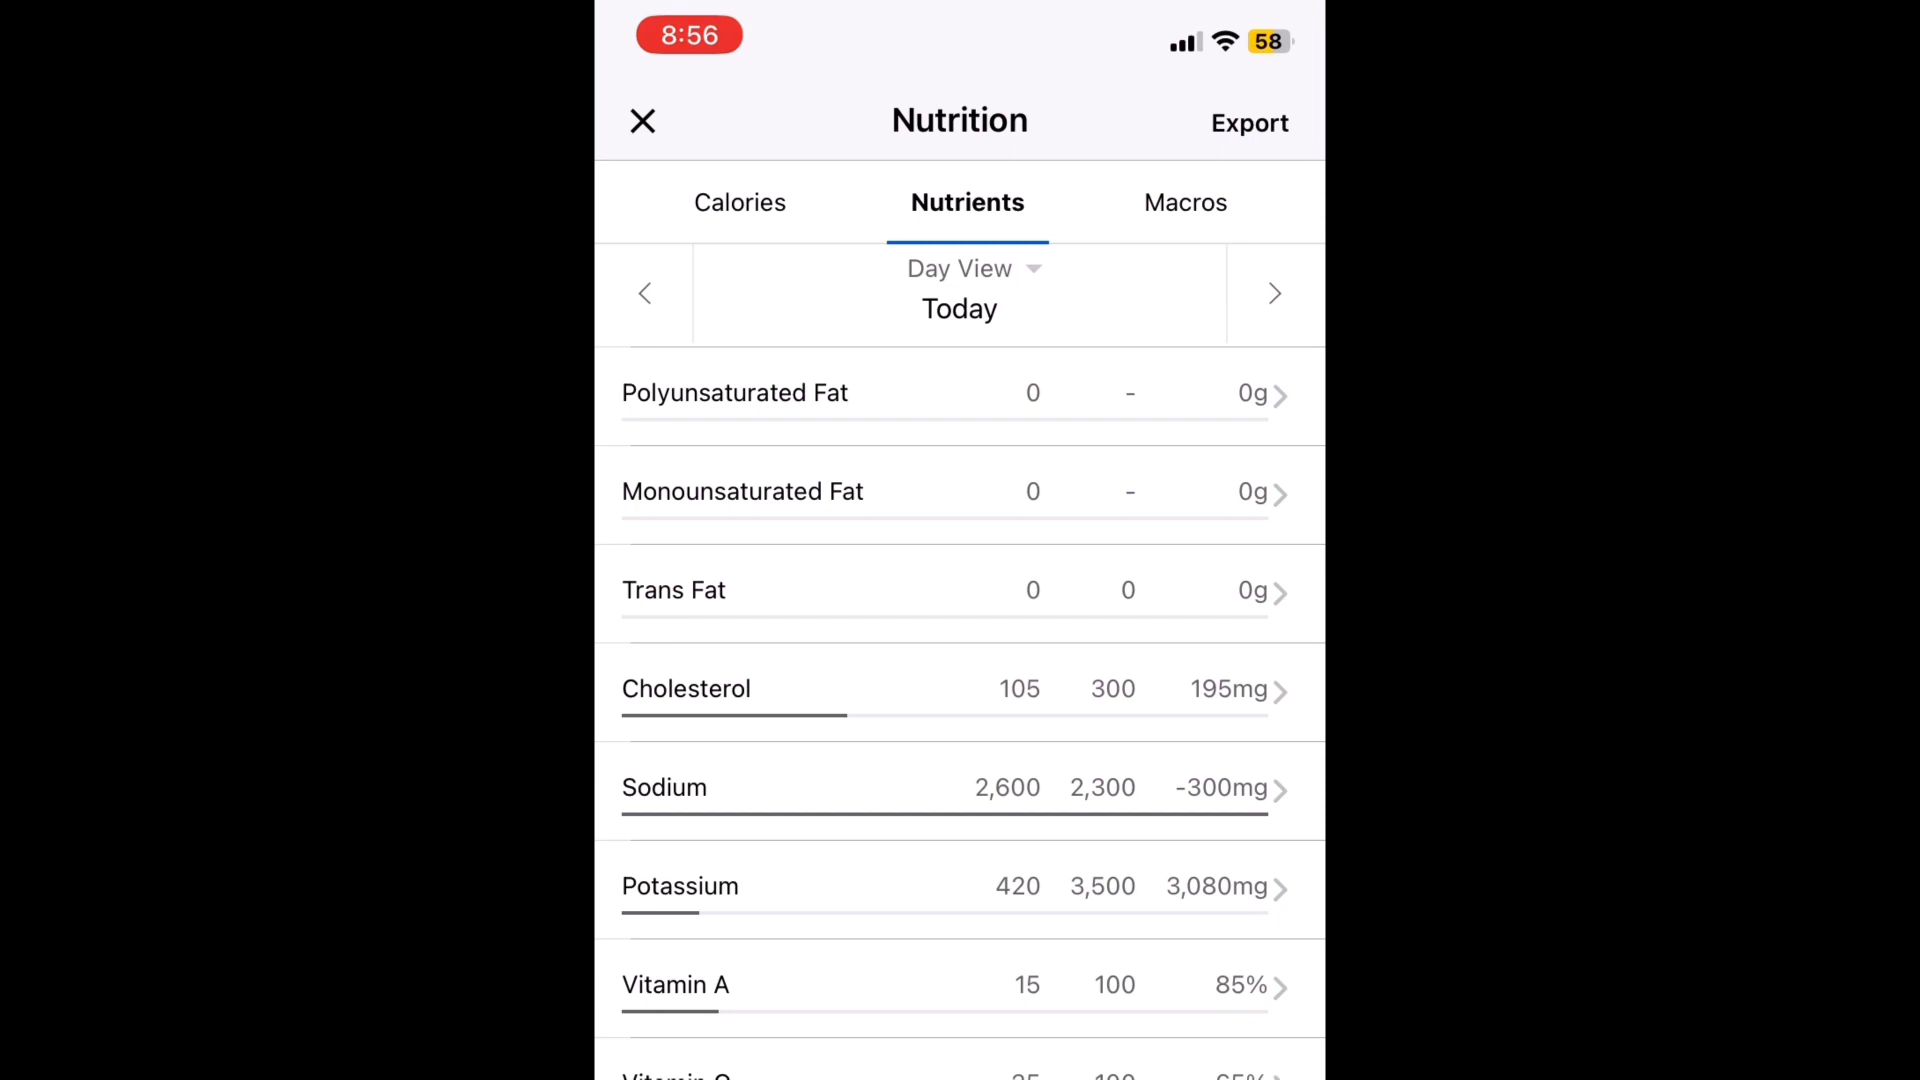 8:56 58
Nutrition Export
Calories Nutrients Macros
Day View
Today
Polyunsaturated Fat 0 - 0g
Monounsaturated Fat 0 - 0g
Trans Fat 0 0 0g
Cholesterol 105 300 195mg
Sodium 2,600 2,300 -300mg
Potassium 420 3,500 3,080mg
Vitamin A 15 100 85%